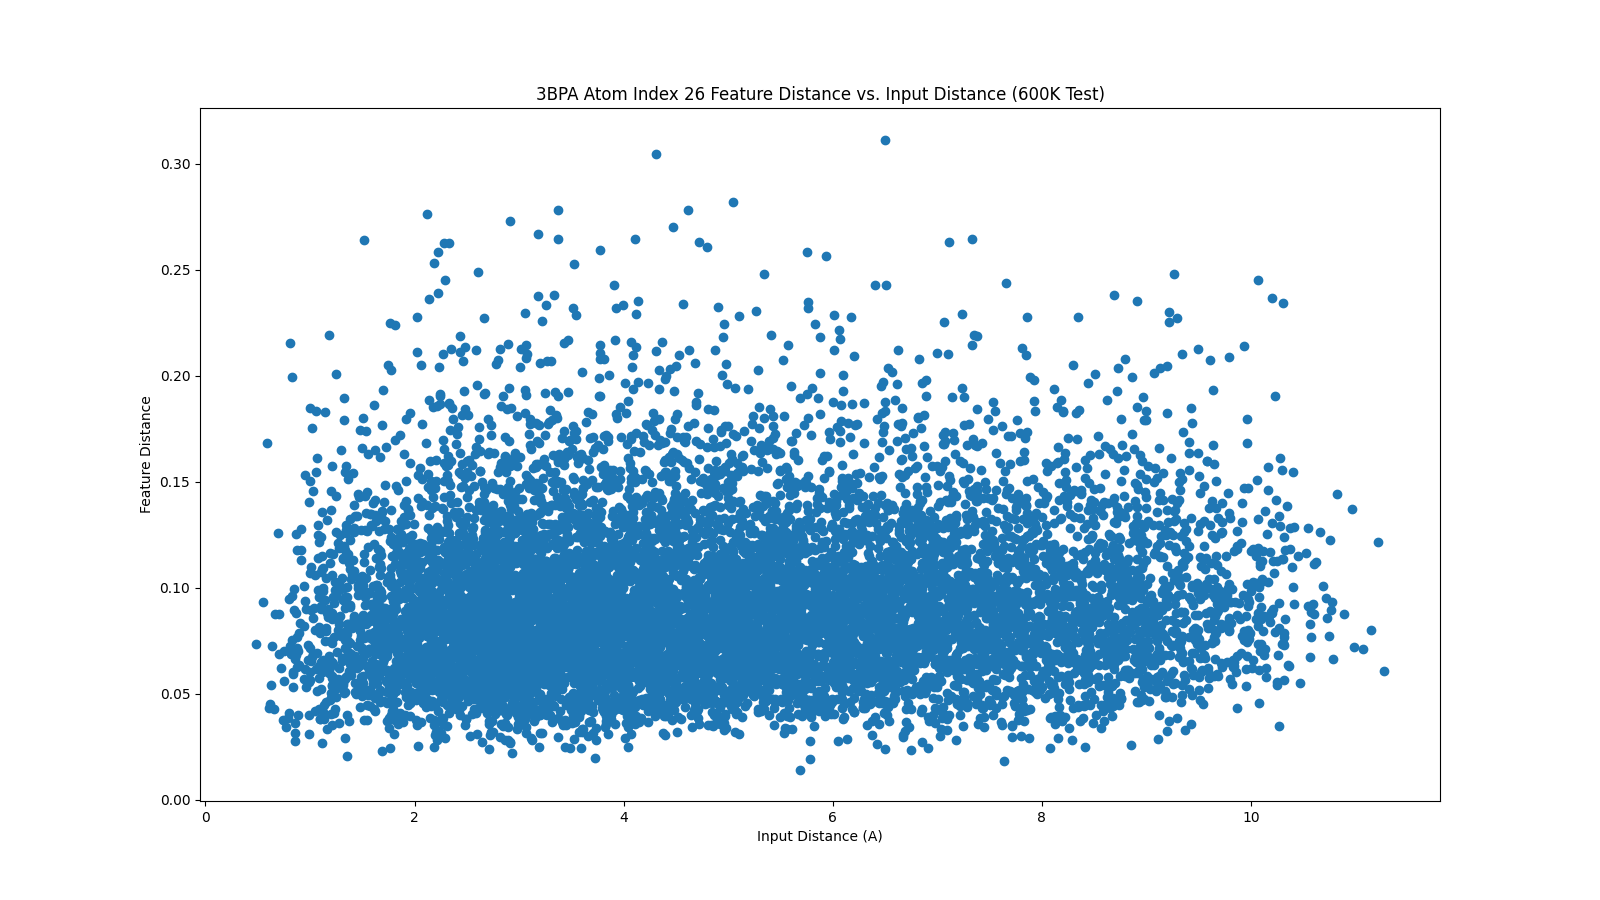 3BPA Atom Index 26 Feature Distance vs. Input Distance (600K Test)
0.30
0.25
0.20
0.15
0.10
0.05
0.00
Feature Distance
0 2 4 6 8 10
Input Distance (A)